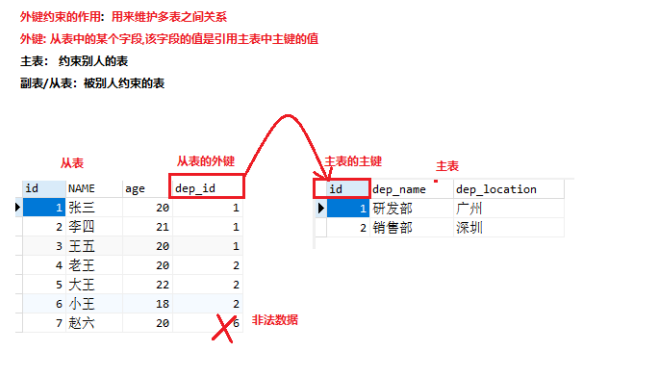 外键约束的作用：用来维护多表之间关系
外键: 从表中的某个字段,该字段的值是引用主表中主键的值
主表： 约束别人的表
副表/从表：被别人约束的表
从表 从表的外键 主表的主键 主表
id NAME age dep_id
1 张三 20 1
2 李四 21 1
3 王五 20 1
4 老王 20 2
5 大王 22 2
6 小王 18 2
7 赵六 20 6
非法数据
id dep_name dep_location
1 研发部 广州
2 销售部 深圳